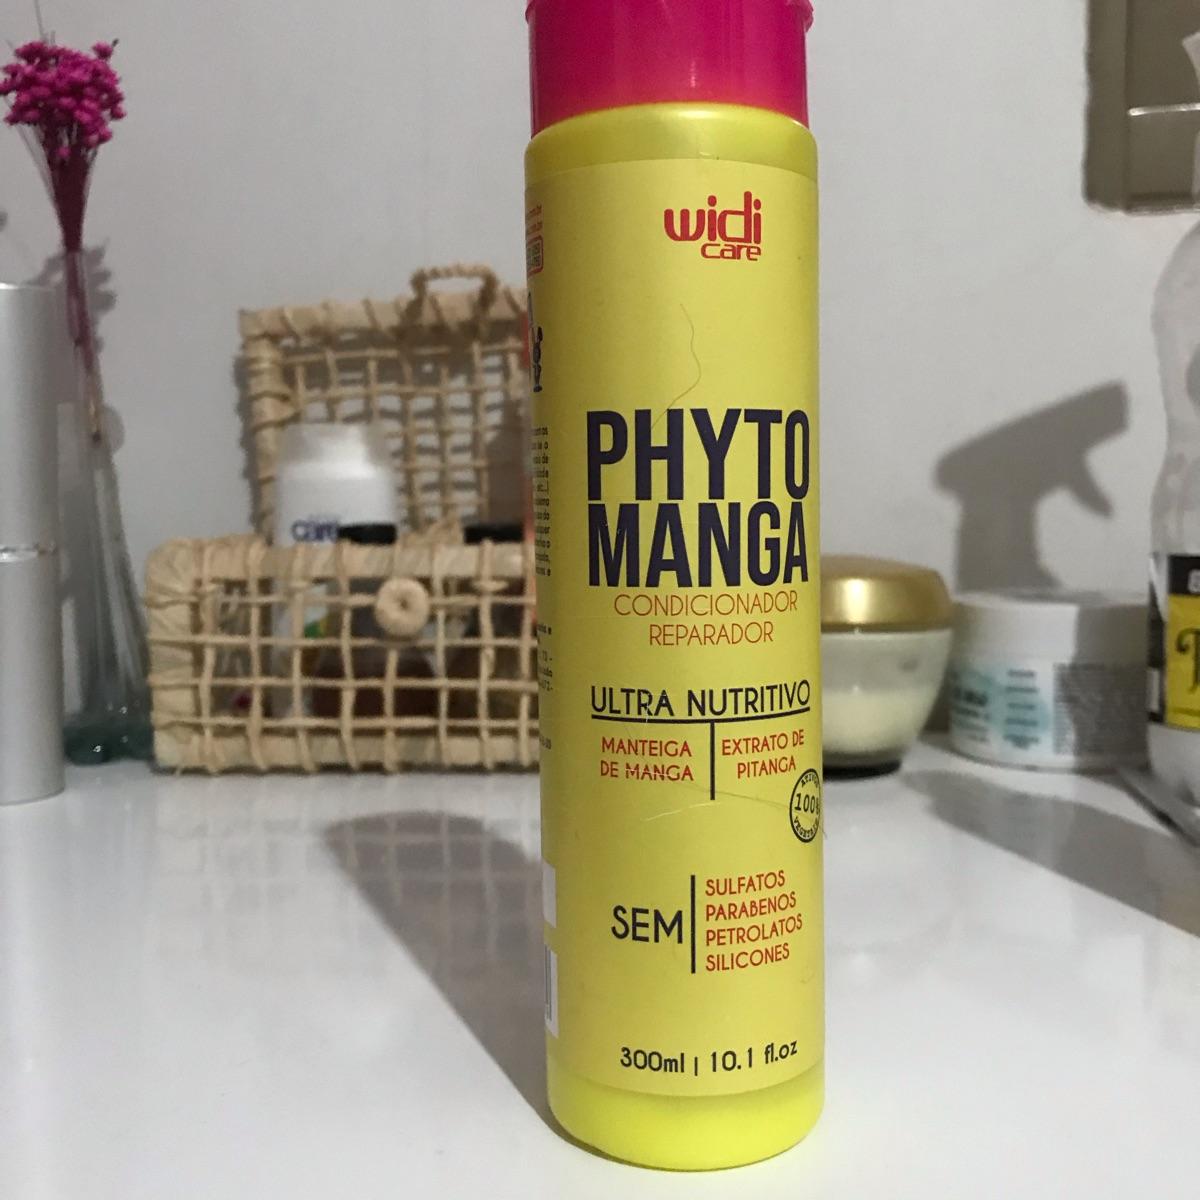 widi
care
PHYTO
MANGA
CONDICIONADOR
REPARADOR
ULTRA NUTRITIVO
MANTEIGA
DE MANGA
EXTRATO DE
PITANGA
100%
SEM
SULFATOS
PARABENOS
PETROLATOS
SILICONES
300ml | 10.1 fl.oz
care